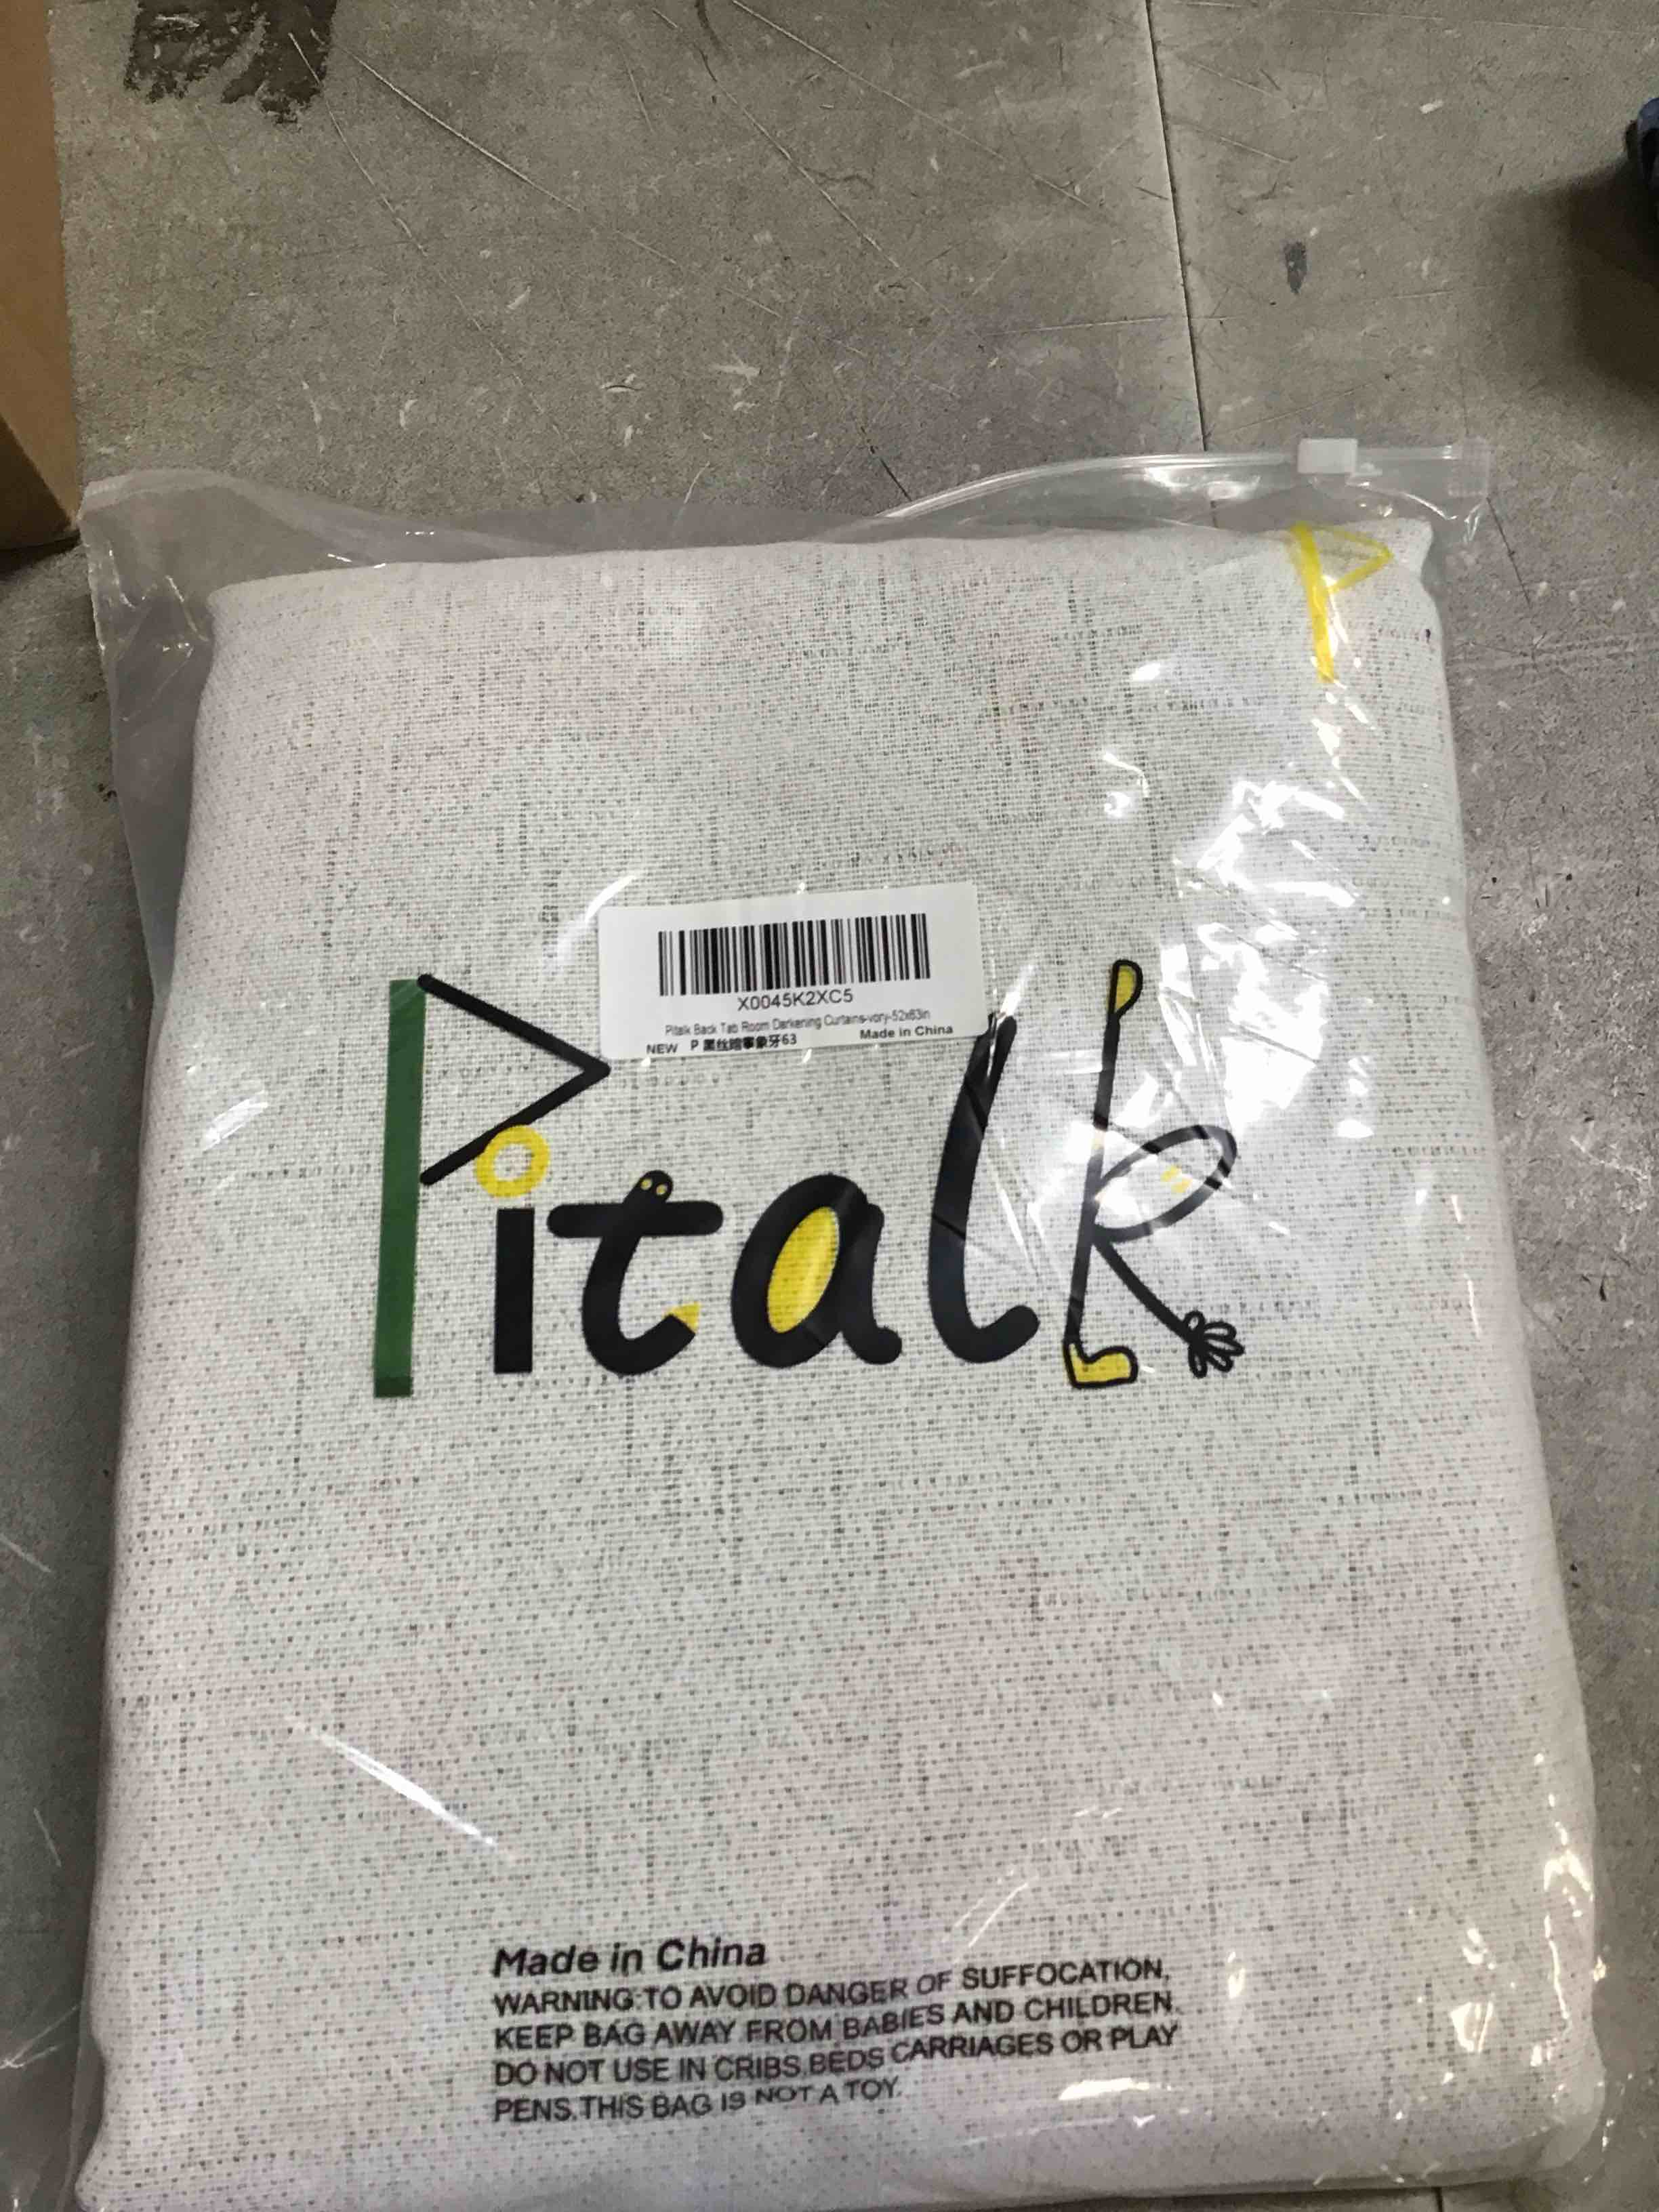 P
X0045K2XC5
Pitalk Back Tab Room Darkening Curtains-vory-52x63in
NEW P 黑丝 象牙63 Made in China
Pitalk
Made in China
WARNING:TO AVOID DANGER OF SUFFOCATION,
KEEP BAG AWAY FROM BABIES AND CHILDREN.
DO NOT USE IN CRIBS,BEDS CARRIAGES OR PLAY
PENS.THIS BAG IS NOT A TOY.